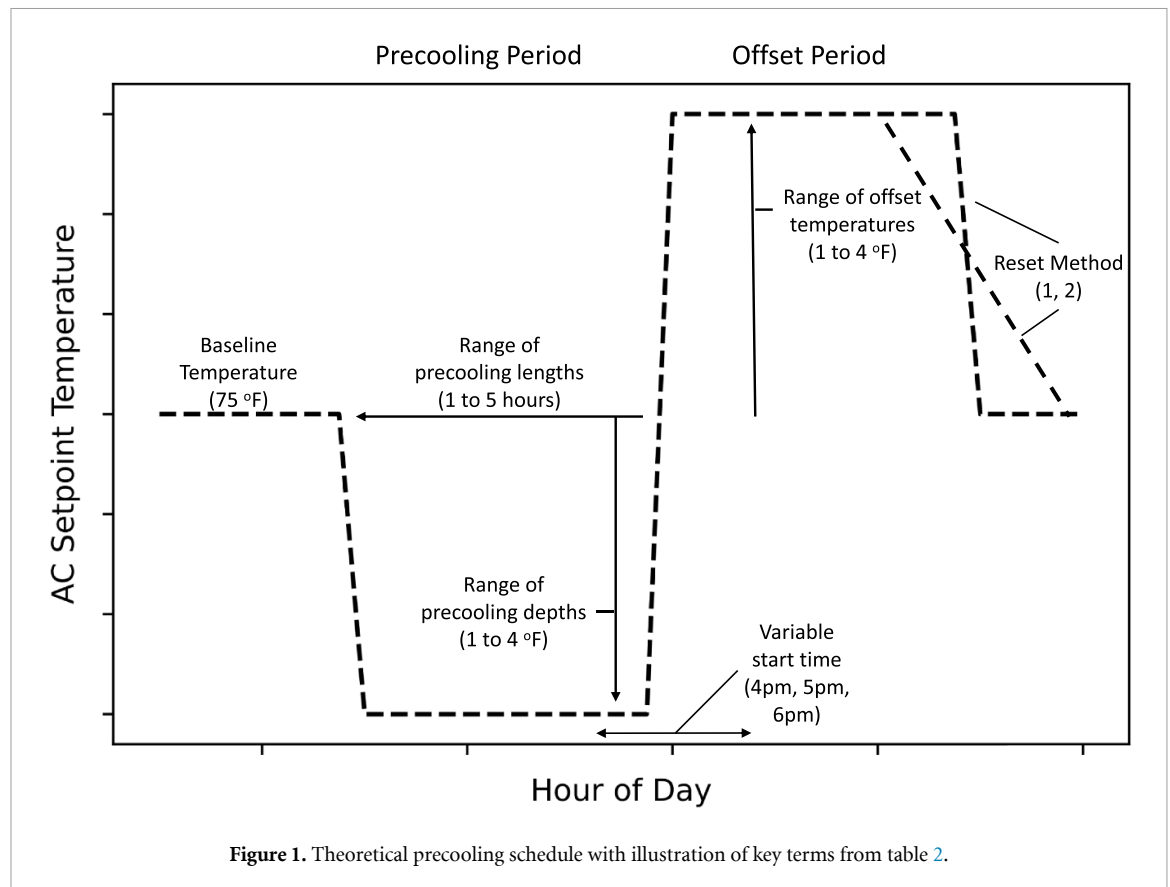 Precooling Period
Offset Period
Range of offset
temperatures
(1 to 4 °F)
Reset Method
(1, 2)
Baseline
Temperature
(75 °F)
Range of
precooling lengths
(1 to 5 hours)
Range of
precooling depths
(1 to 4 °F)
Variable
start time
(4pm, 5pm,
6pm)
AC Setpoint Temperature
Hour of Day
Figure 1. Theoretical precooling schedule with illustration of key terms from table 2.